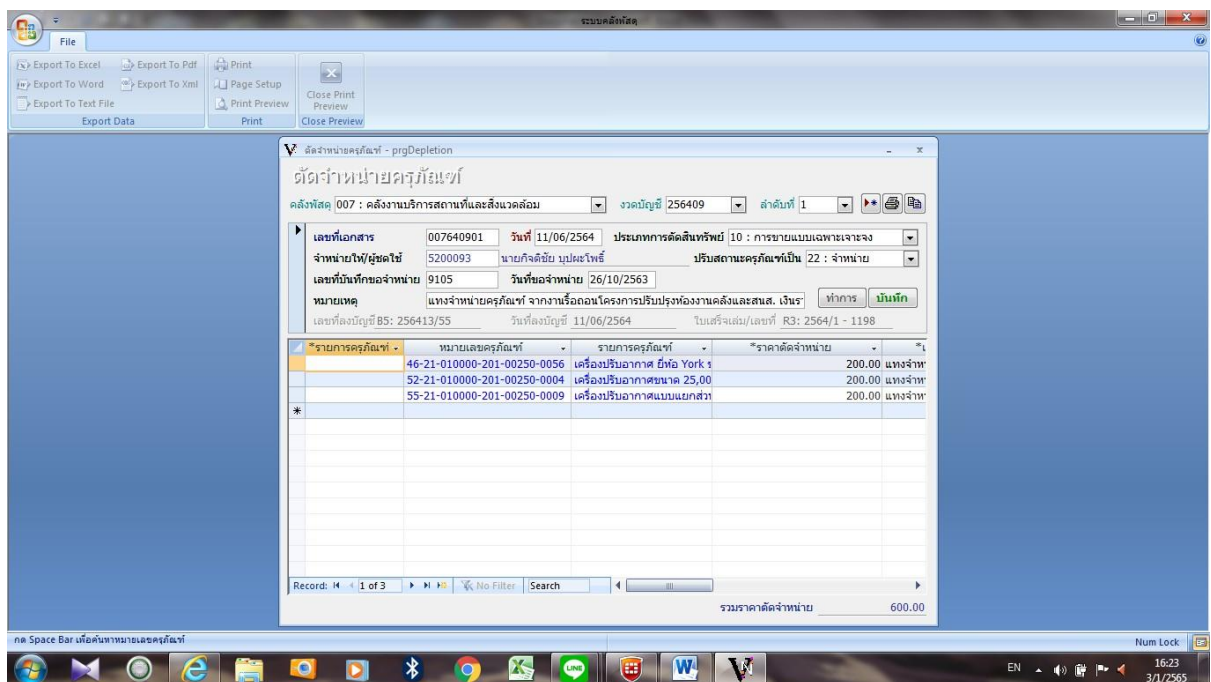 ระบบคลังพัสดุ
File
Export To Excel Export To Pdf Print
Export To Word Export To Xml Page Setup
Export To Text File Print Preview Close Print Preview
Export Data Print Close Preview
ตัดจำหน่ายครุภัณฑ์ - prgDepletion
ตัดจำหน่ายครุภัณฑ์
คลังพัสดุ 007 : คลังงานบริการสถานที่และสิ่งแวดล้อม งวดบัญชี 256409 ลำดับที่ 1
เลขที่เอกสาร 007640901 วันที่ 11/06/2564 ประเภทการตัดสินทรัพย์ 10 : การขายแบบเฉพาะเจาะจง
จำหน่ายให้/ผู้ชดใช้ 5200093 นายกิจดิชัย บุปผะโพธิ์ ปรับสถานะครุภัณฑ์เป็น 22 : จำหน่าย
เลขที่บันทึกขอจำหน่าย 9105 วันที่ขอจำหน่าย 26/10/2563
หมายเหตุ แทงจำหน่ายครุภัณฑ์ จากงานรื้อถอนโครงการปรับปรุงห้องงานคลังและสนส. เงินรา ทำการ บันทึก
เลขที่ลงบัญชี B5: 256413/55 วันที่ลงบัญชี 11/06/2564 ใบเสร็จเล่ม/เลขที่ R3: 2564/1 - 1198
*รายการครุภัณฑ์ หมายเลขครุภัณฑ์ รายการครุภัณฑ์ *ราคาตัดจำหน่าย
46-21-010000-201-00250-0056 เครื่องปรับอากาศ ยี่ห้อ York 200.00 แทงจำห
52-21-010000-201-00250-0004 เครื่องปรับอากาศขนาด 25,00 200.00 แทงจำห
55-21-010000-201-00250-0009 เครื่องปรับอากาศแบบแยกส่ว 200.00 แทงจำห
Record: 1 of 3 No Filter Search
รวมราคาตัดจำหน่าย 600.00
กด Space Bar เพื่อค้นหาหมายเลขครุภัณฑ์ Num Lock
LINE W EN 16:23
3/1/2565